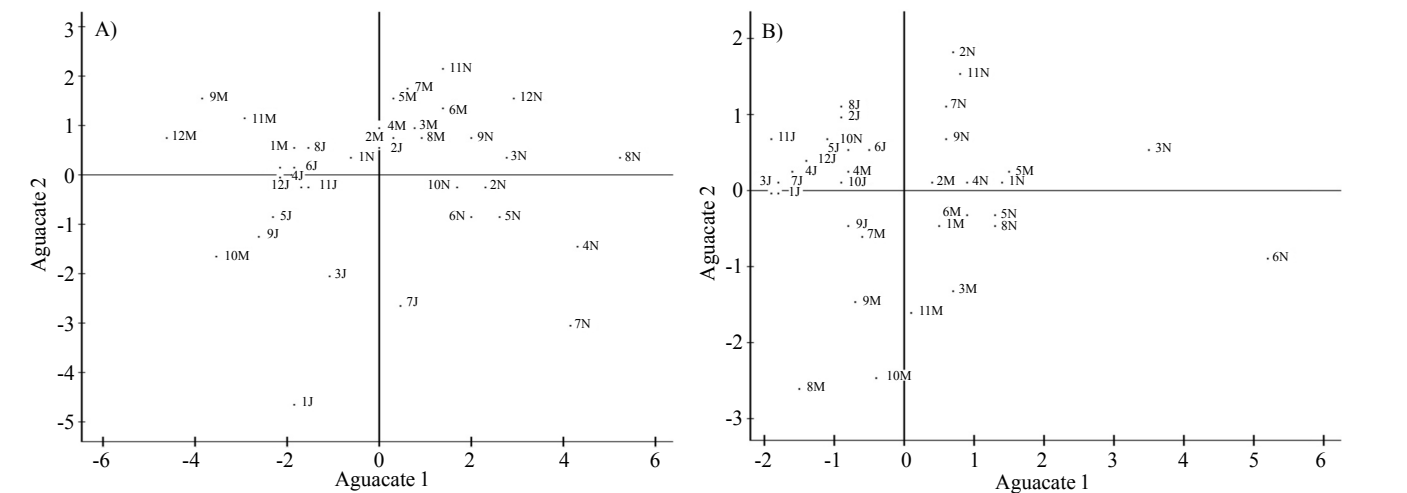 A)
3
2
1
0
-1
-2
-3
-4
-5
-6
-4
-2
0
2
4
6
Aguacate 2
Aguacate 1
11N
7M
5M
12N
9M
6M
11M
4M
3M
12M
2M
8M
9N
1M
8J
2J
1N
3N
8N
6J
4J
12J
11J
10N
2N
5J
6N
5N
9J
4N
10M
3J
7J
7N
1J
B)
2
1
0
-1
-2
-3
-2
-1
0
1
2
3
4
5
6
Aguacate 2
Aguacate 1
2N
11N
8J
7N
2J
11J
10N
9N
5J
6J
3N
12J
4J
4M
5M
3J
7J
10J
2M
4N
1N
1J
6M
5N
9J
1M
8N
7M
6N
3M
9M
11M
10M
8M